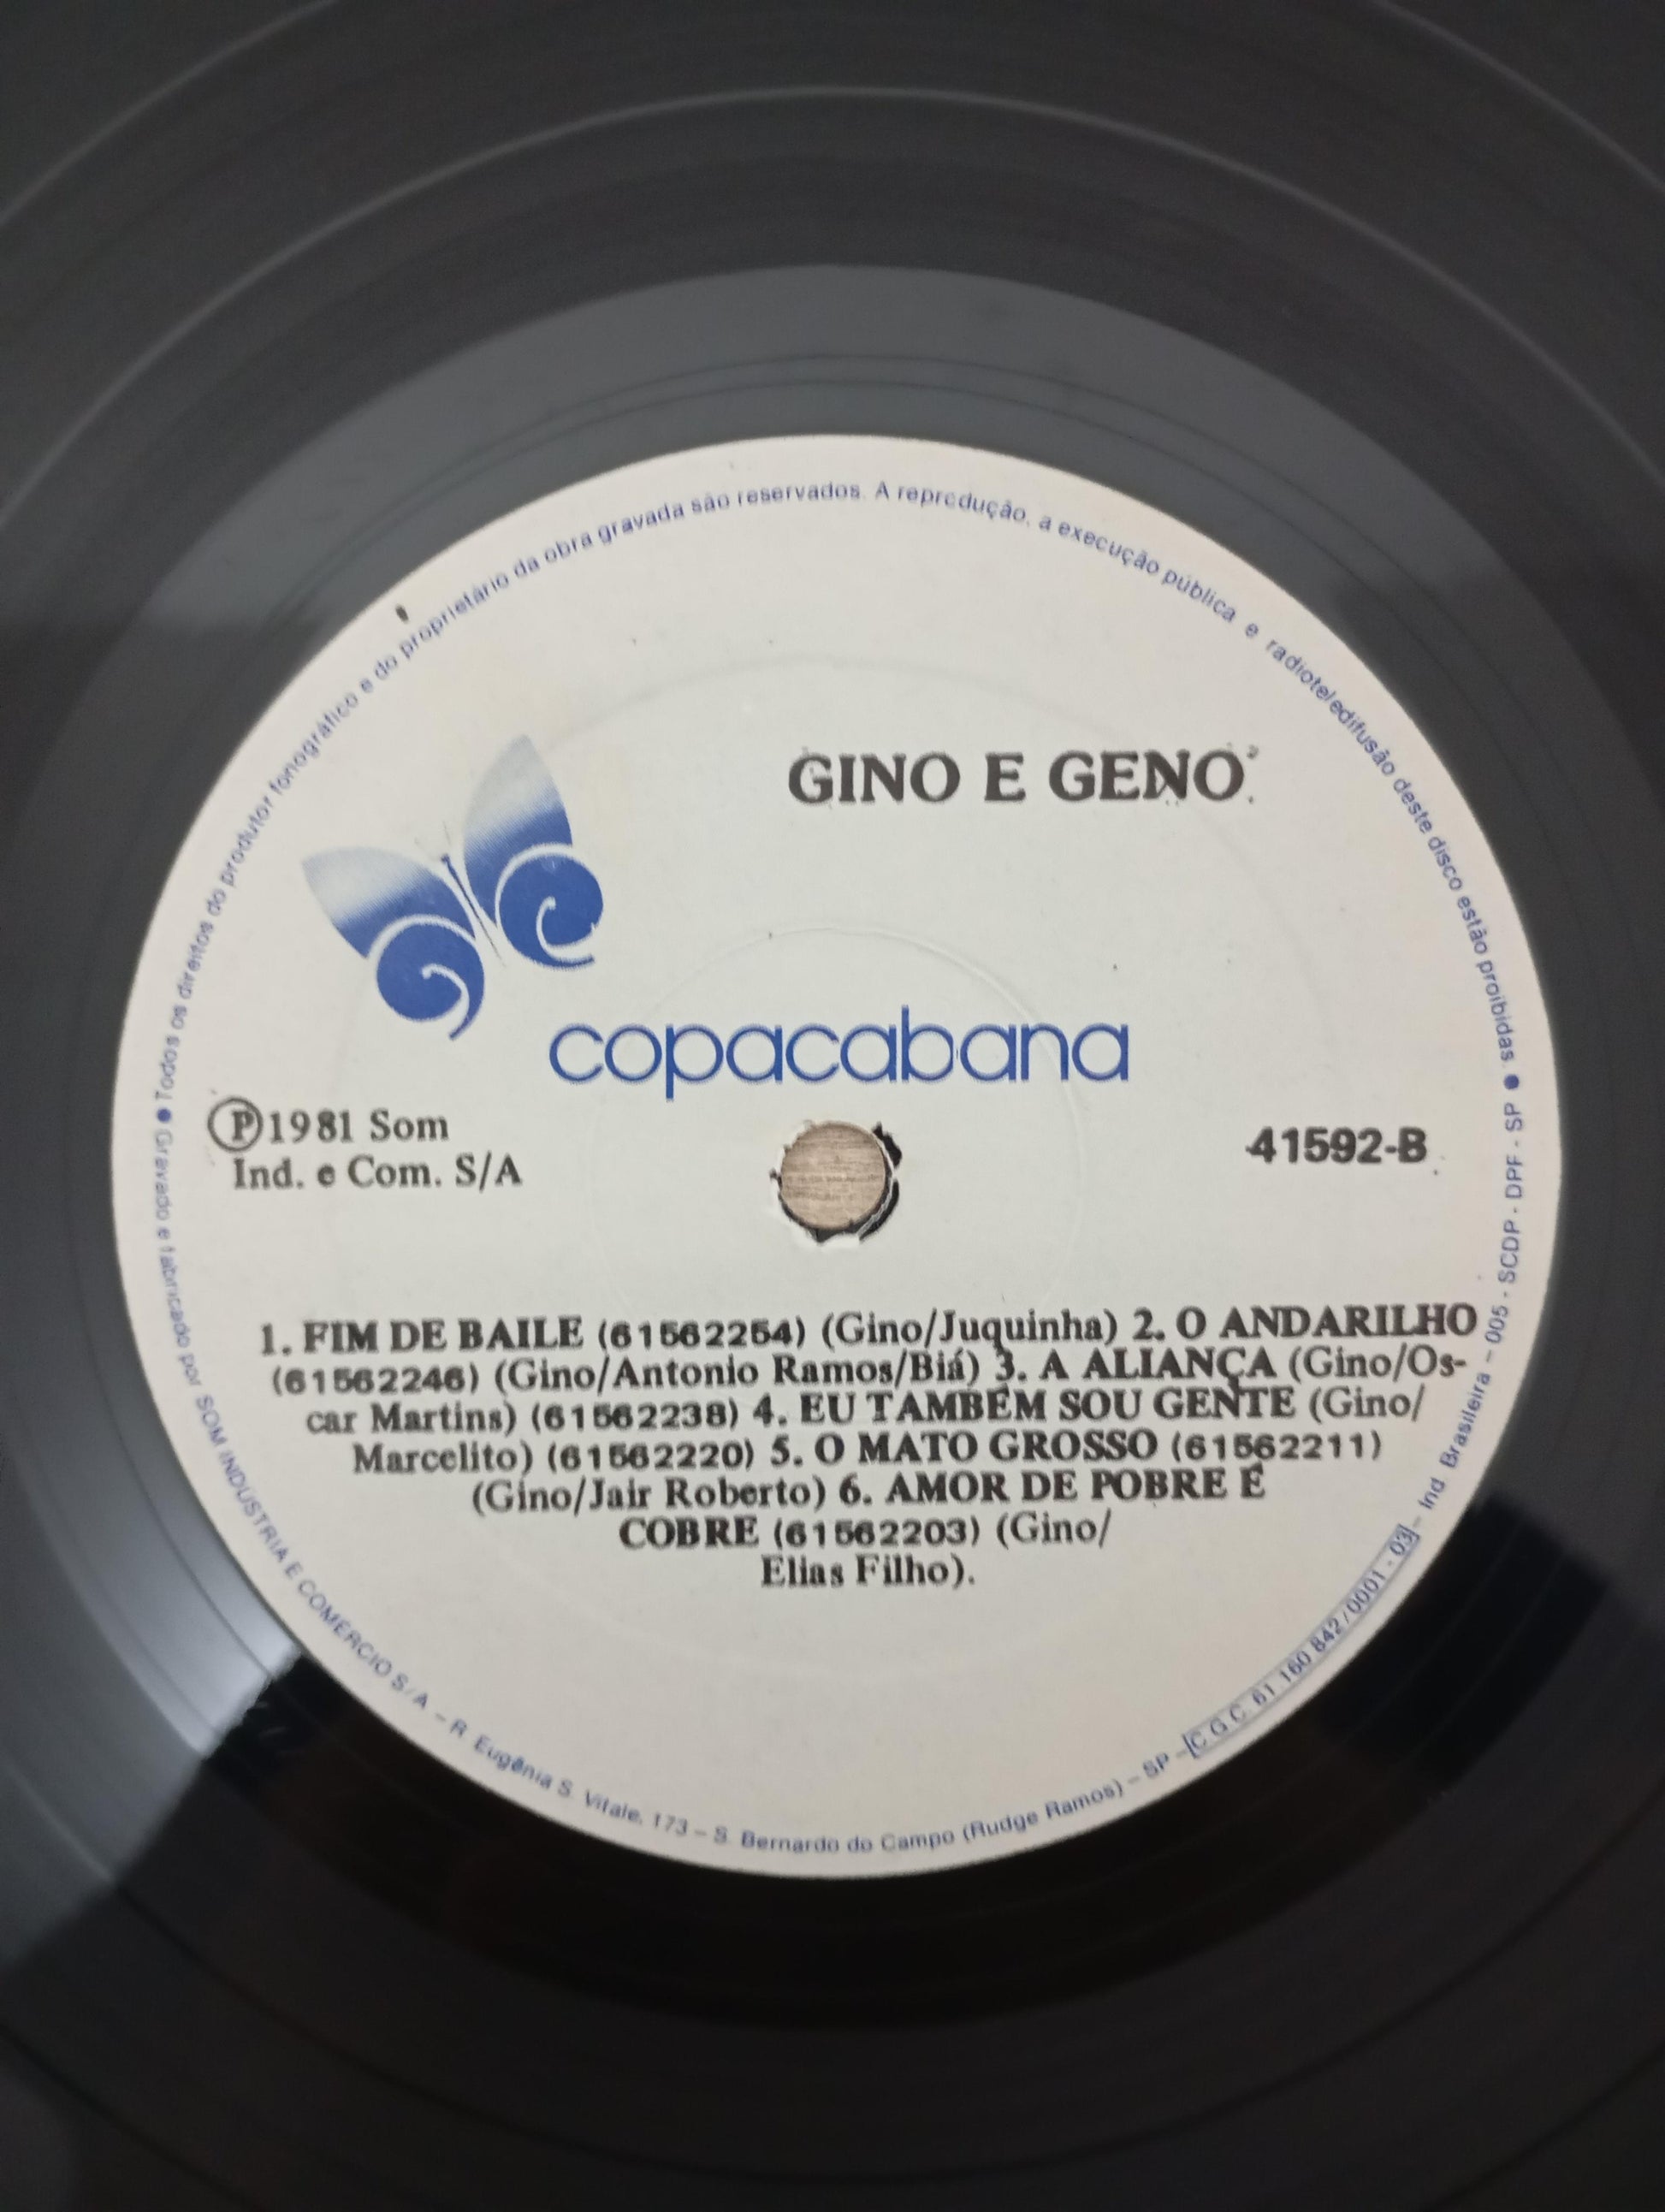 GINO E GENO
copacabana
Ⓟ1981 Som
Ind. e Com. S/A
41592-B
1. FIM DE BAILE (61562254) (Gino/Juquinha) 2. O ANDARILHO
(61562246) (Gino/Antonio Ramos/Biá) 3. A ALIANÇA (Gino/Os-
car Martins) (61562238) 4. EU TAMBÉM SOU GENTE (Gino/
Marcelito) (61562220) 5. O MATO GROSSO (61562211)
(Gino/Jair Roberto) 6. AMOR DE POBRE É
COBRE (61562203) (Gino/
Elias Filho).
● Todos os direitos do produtor fonográfico e do proprietário da obra gravada são reservados. A reprodução, a execução pública e radioteledifusão deste disco estão proibidas ●
Gravado e fabricado por SOM INDÚSTRIA E COMÉRCIO S/A – R Eugênia S. Vitale, 173 – S. Bernardo do Campo (Rudge Ramos) – SP – C G C. 61 160 842/0001 - 03 – Ind Brasileira – 005 - SCDP - DPF - SP